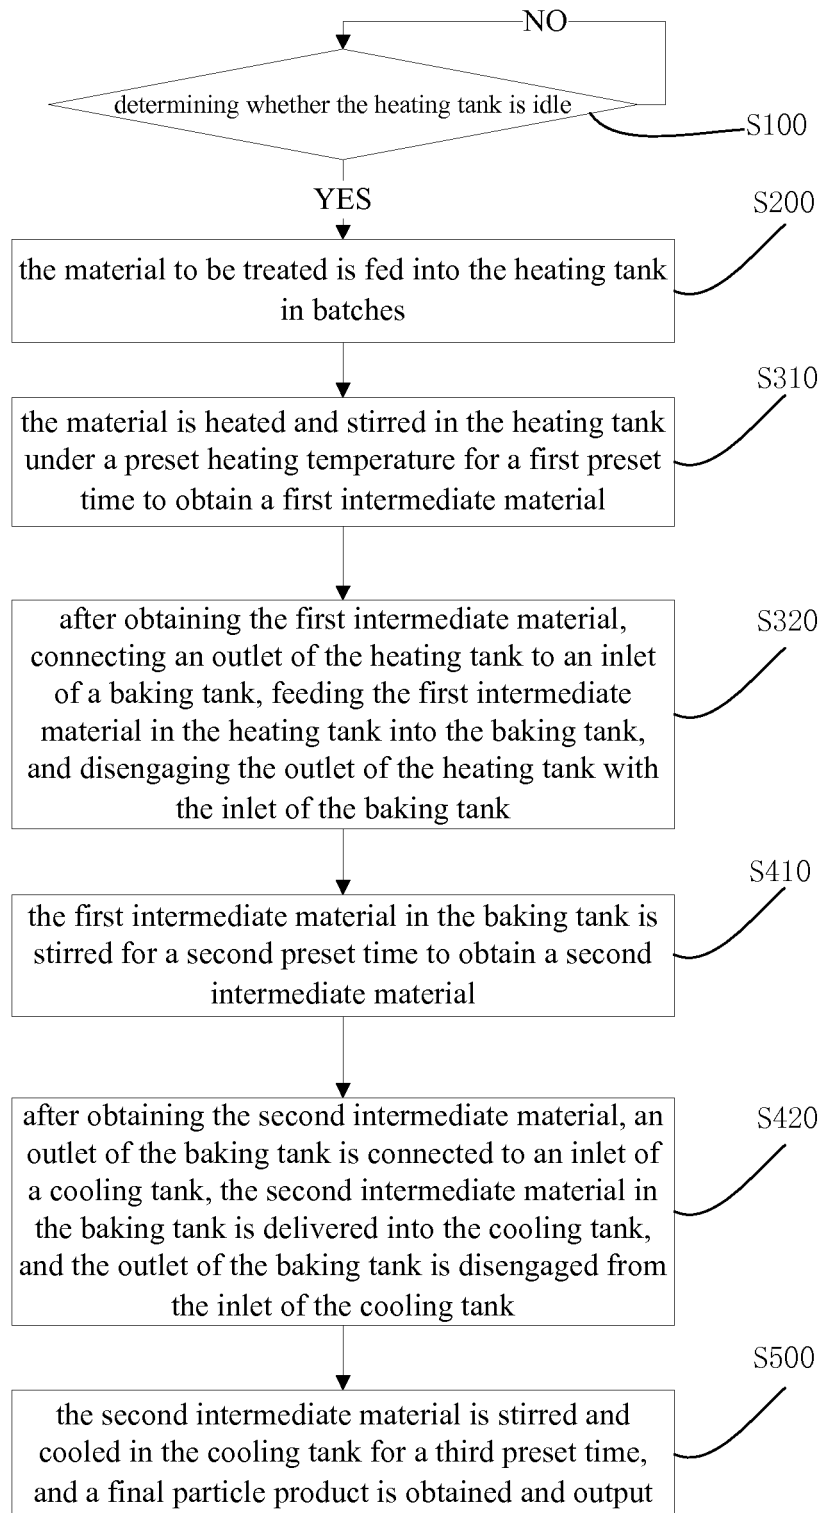 NO
determining whether the heating tank is idle
S100
YES
S200
the material to be treated is fed into the heating tank
in batches
S310
the material is heated and stirred in the heating tank
under a preset heating temperature for a first preset
time to obtain a first intermediate material
S320
after obtaining the first intermediate material,
connecting an outlet of the heating tank to an inlet
of a baking tank, feeding the first intermediate
material in the heating tank into the baking tank,
and disengaging the outlet of the heating tank with
the inlet of the baking tank
S410
the first intermediate material in the baking tank is
stirred for a second preset time to obtain a second
intermediate material
S420
after obtaining the second intermediate material, an
outlet of the baking tank is connected to an inlet of
a cooling tank, the second intermediate material in
the baking tank is delivered into the cooling tank,
and the outlet of the baking tank is disengaged from
the inlet of the cooling tank
S500
the second intermediate material is stirred and
cooled in the cooling tank for a third preset time,
and a final particle product is obtained and output